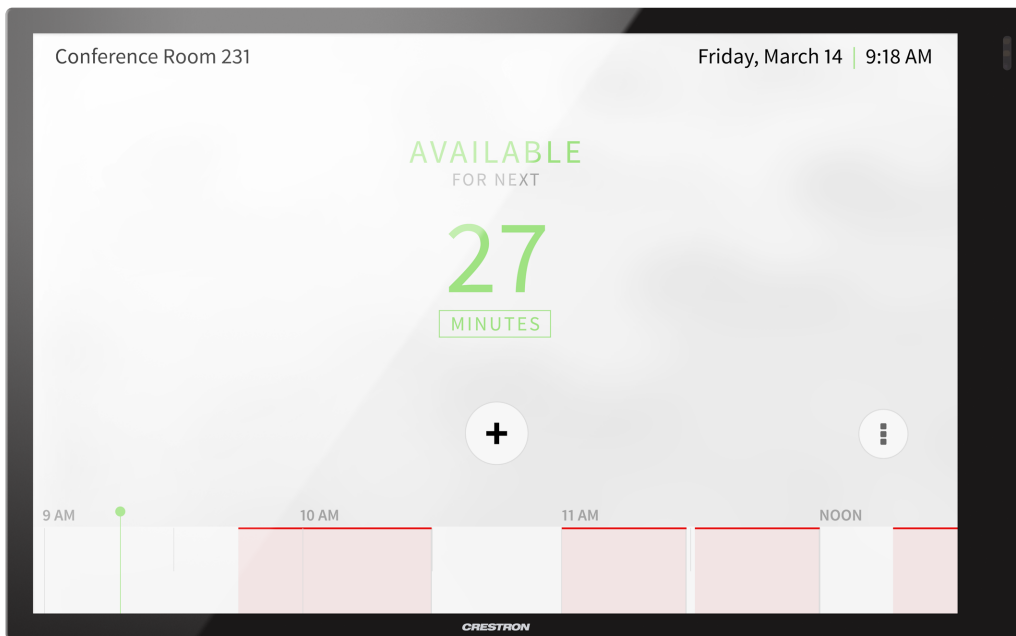 Conference Room 231
Friday, March 14 | 9:18 AM
AVAILABLE
FOR NEXT
27
MINUTES
9 AM 10 AM 11 AM NOON
CRESTRON